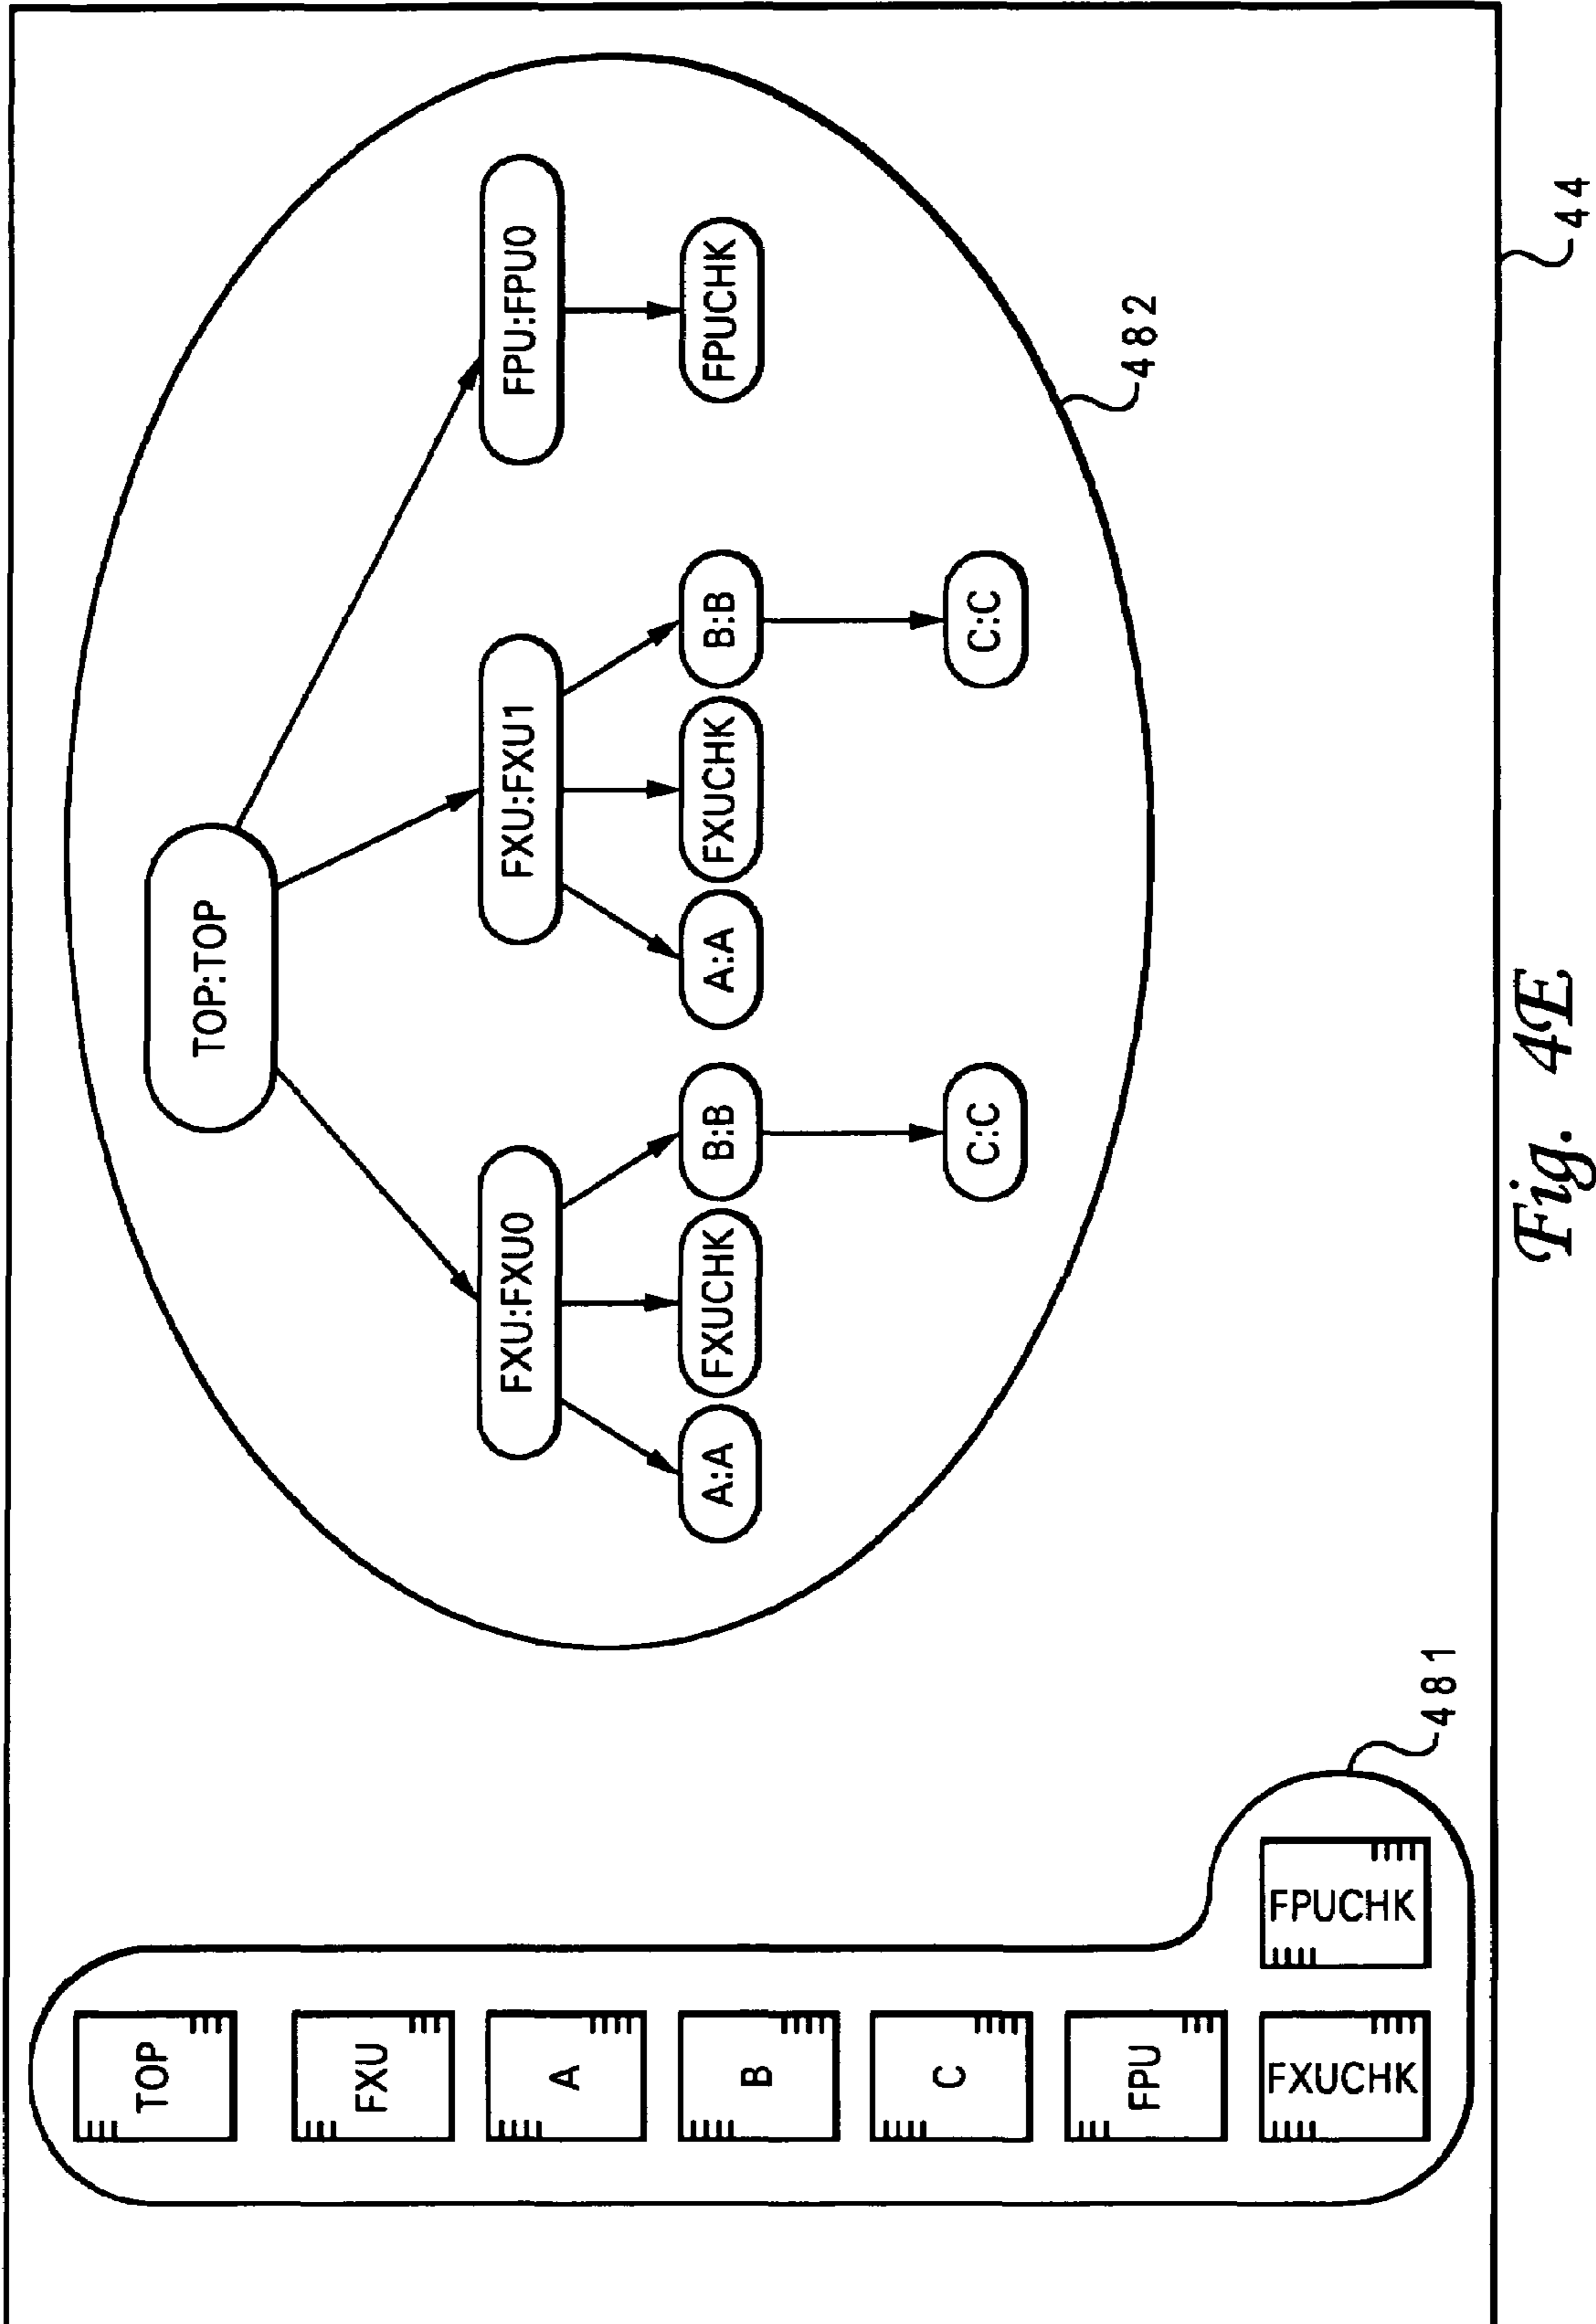 TOP
FXU
A
B
C
FPU
FXUCHK
FPUCHK
481
TOP:TOP
FXU:FXU0
FXU:FXU1
FPU:FPU0
A:A
FXUCHK
B:B
A:A
FXUCHK
B:B
FPUCHK
C:C
C:C
482
44
Fig. 4E